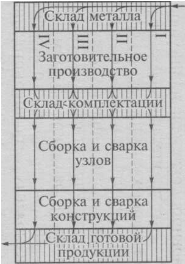 Склад металла
IV III II I
Заготовительное
производство
Склад-комплектации
Сборка и сварка
узлов
Сборка и сварка
конструкций
Склад готовой
продукции